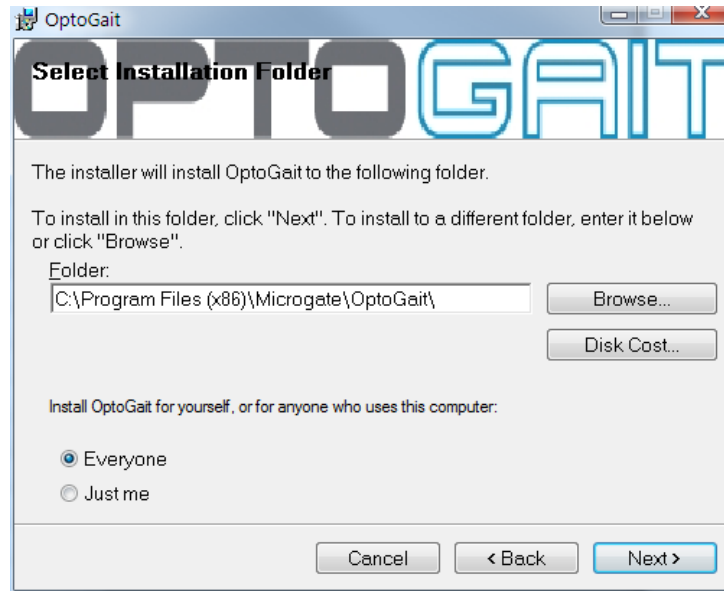 OptoGait
OPTOGAIT
Select Installation Folder
The installer will install OptoGait to the following folder.
To install in this folder, click "Next". To install to a different folder, enter it below
or click "Browse".
Folder:
C:\Program Files (x86)\Microgate\OptoGait\
Browse...
Disk Cost...
Install OptoGait for yourself, or for anyone who uses this computer:
Everyone
Just me
Cancel
< Back
Next >